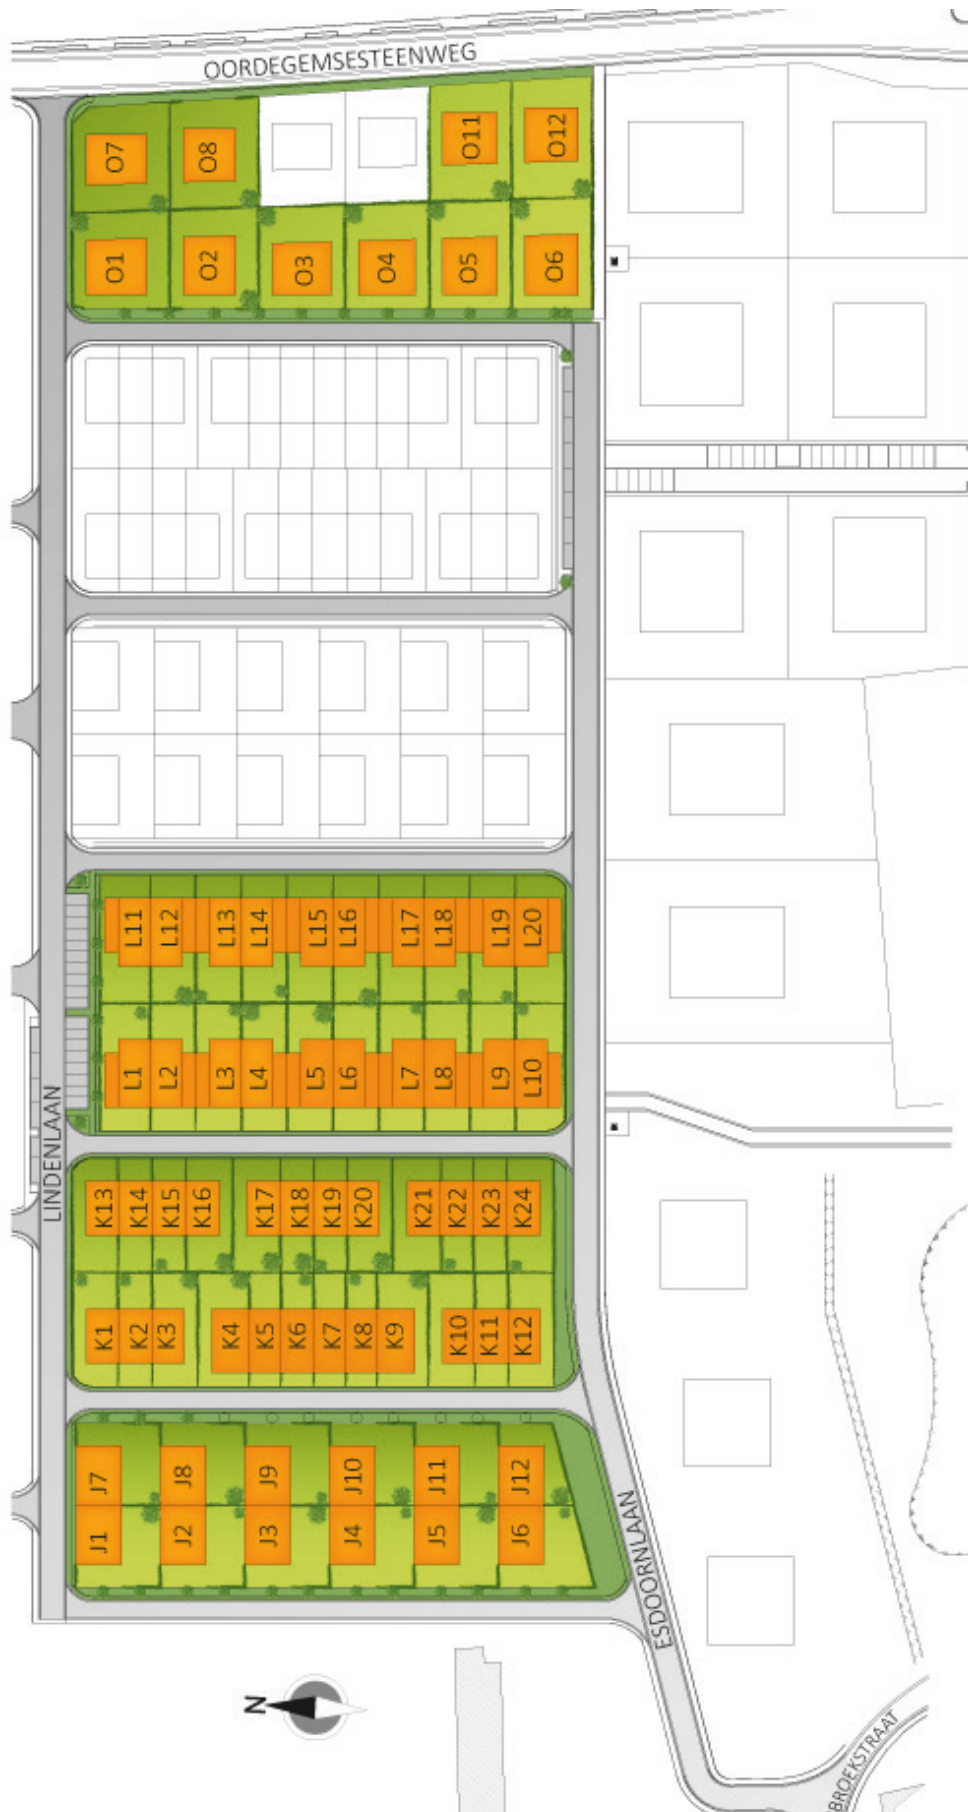 OORDEGEMSESTEENWEG
O7
O8
O11
O12
O1
O2
O3
O4
O5
O6
L11
L12
L13
L14
L15
L16
L17
L18
L19
L20
L1
L2
L3
L4
L5
L6
L7
L8
L9
L10
LINDENLAAN
K13
K14
K15
K16
K17
K18
K19
K20
K21
K22
K23
K24
K1
K2
K3
K4
K5
K6
K7
K8
K9
K10
K11
K12
J7
J8
J9
J10
J11
J12
J1
J2
J3
J4
J5
J6
ESDOORNLAAN
N
BROEKSTRAAT